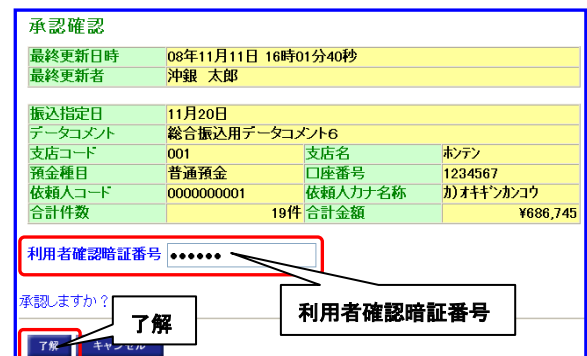 承認確認
最終更新日時 08年11月11日 16時01分40秒
最終更新者 沖銀 太郎
振込指定日 11月20日
データコメント 総合振込用データコメント6
支店コード 001 支店名 ホンテン
預金種目 普通預金 口座番号 1234567
依頼人コード 0000000001 依頼人カナ名称 カ)オキギンカンコウ
合計件数 19件 合計金額 ¥686,745
利用者確認暗証番号 ●●●●●●
承認しますか?
了解
利用者確認暗証番号
了解 キャンセル